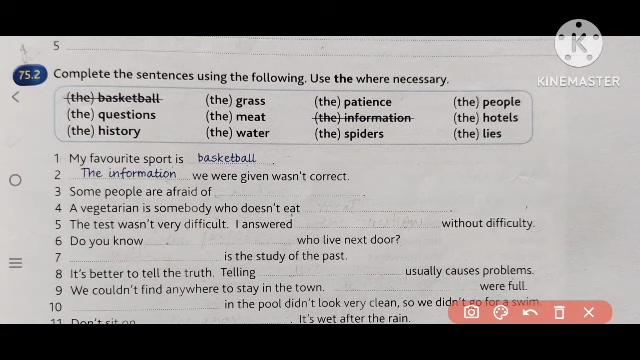 5
KINEMASTER
75.2 Complete the sentences using the following. Use the where necessary.
(the) basketball (the) grass (the) patience (the) people
(the) questions (the) meat (the) information (the) hotels
(the) history (the) water (the) spiders (the) lies
1 My favourite sport is basketball.
2 The information we were given wasn't correct.
3 Some people are afraid of .
4 A vegetarian is somebody who doesn't eat .
5 The test wasn't very difficult. I answered without difficulty.
6 Do you know who live next door?
7 is the study of the past.
8 It's better to tell the truth. Telling usually causes problems.
9 We couldn't find anywhere to stay in the town. were full.
10 in the pool didn't look very clean, so we didn't go for a swim.
11 Don't sit on . It's wet after the rain.